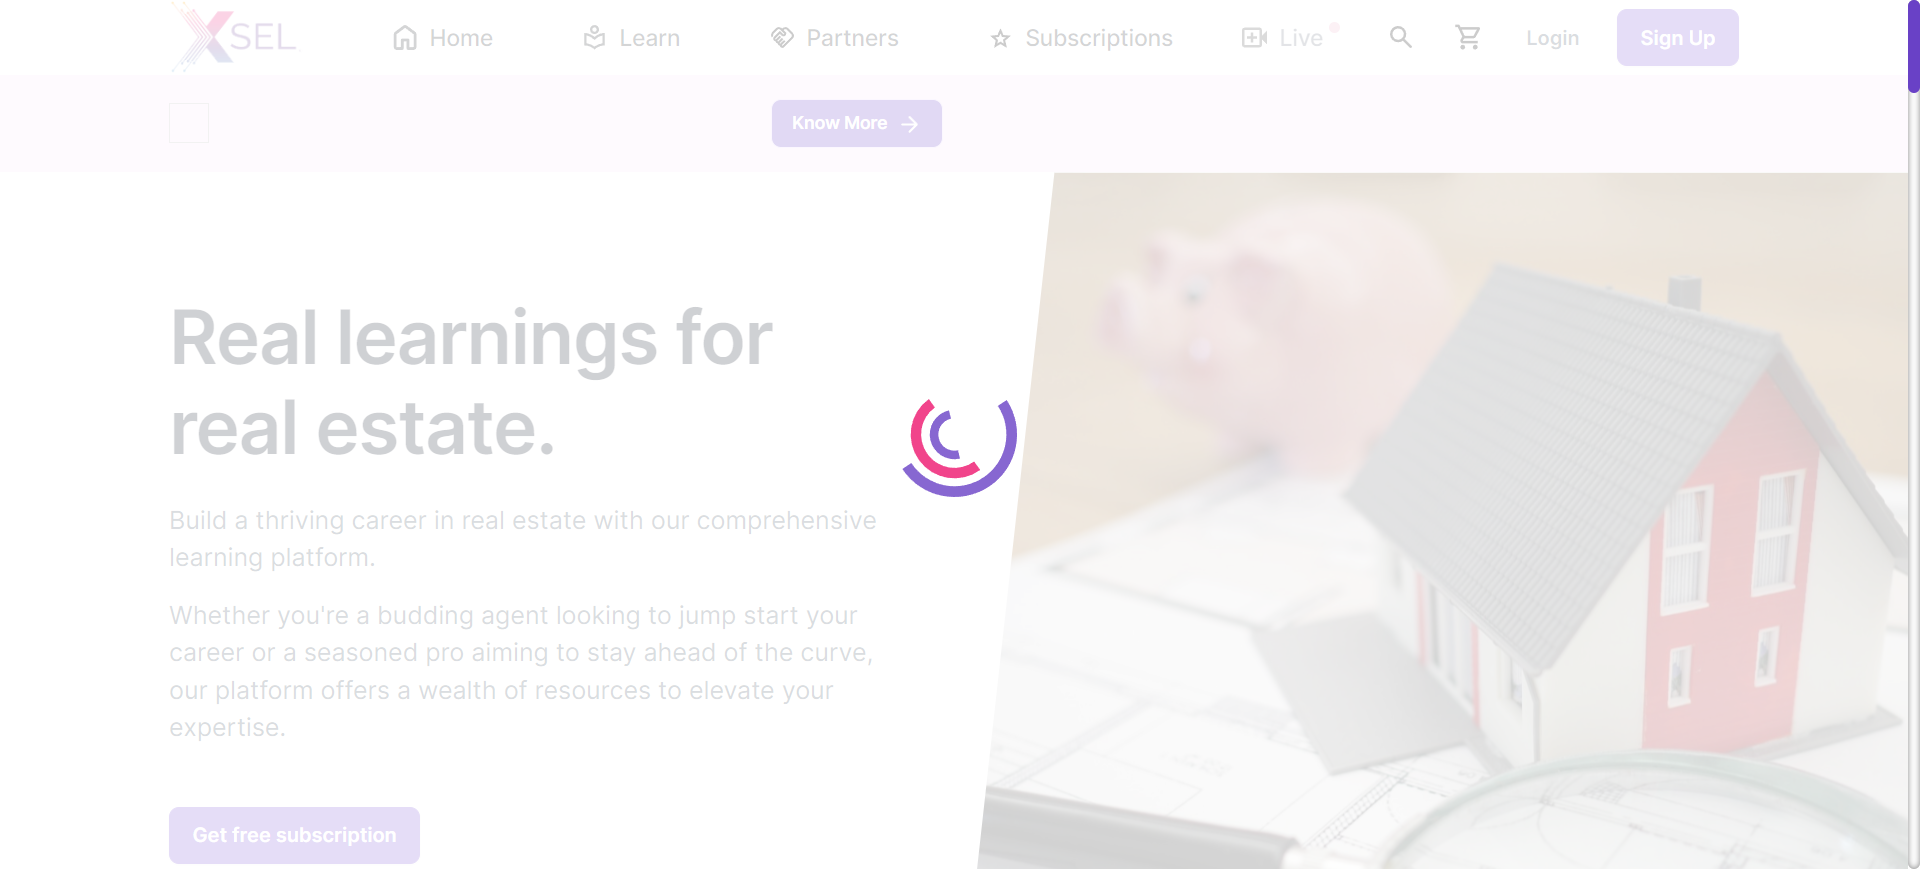 XSEL
Home
Learn
Partners
Subscriptions
Live
Login
Sign Up
Know More
Real learnings for
real estate.
Build a thriving career in real estate with our comprehensive
learning platform.
Whether you're a budding agent looking to jump start your
career or a seasoned pro aiming to stay ahead of the curve,
our platform offers a wealth of resources to elevate your
expertise.
Get free subscription